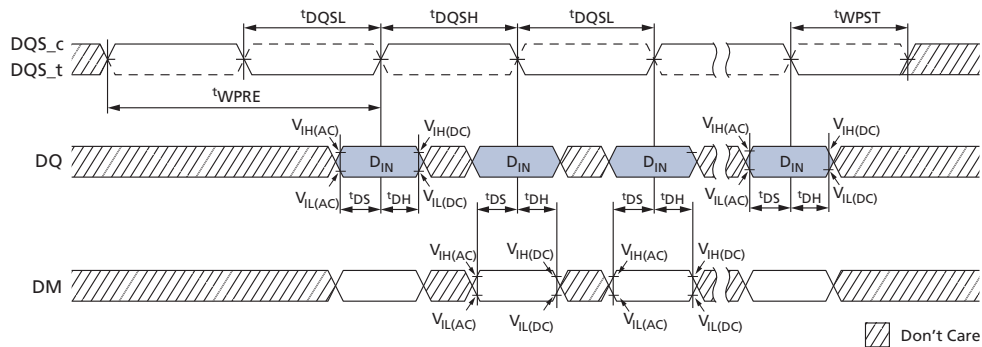 tDQSL tDQSH tDQSL tWPST
DQS_c
DQS_t
tWPRE
VIH(AC) VIH(DC) VIH(AC) VIH(DC)
DQ DIN DIN DIN DIN
VIL(AC) tDS tDH VIL(DC) tDS tDH tDS tDH VIL(AC) tDS tDH VIL(DC)
VIH(AC) VIH(DC) VIH(AC) VIH(DC)
DM
VIL(AC) VIL(DC) VIL(AC) VIL(DC)
Don't Care